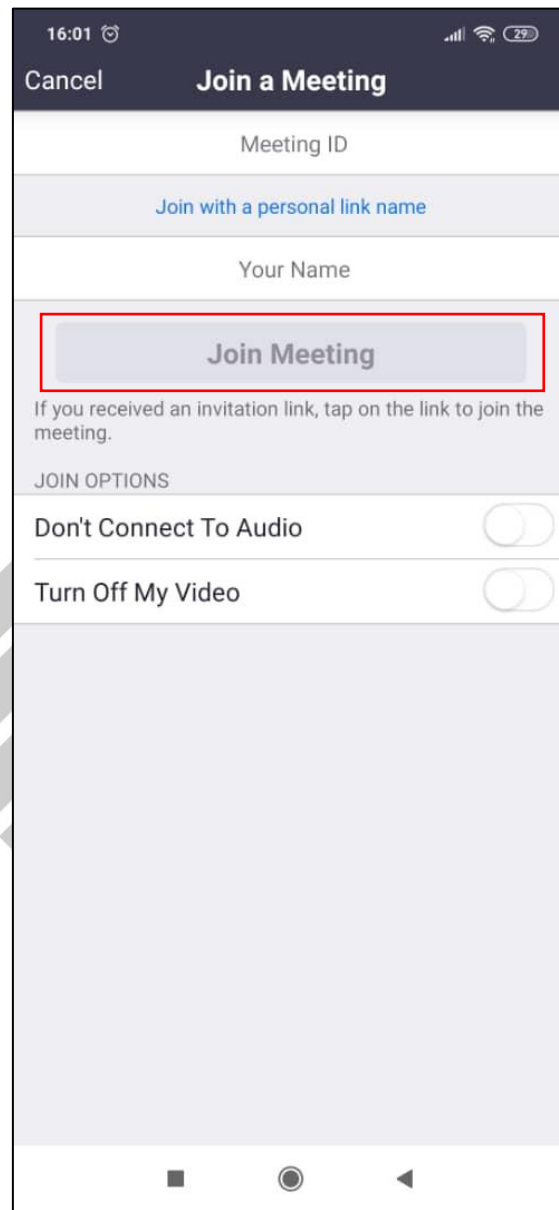 16:01 29
Cancel Join a Meeting
Meeting ID
Join with a personal link name
Your Name
Join Meeting
If you received an invitation link, tap on the link to join the
meeting.
JOIN OPTIONS
Don't Connect To Audio
Turn Off My Video